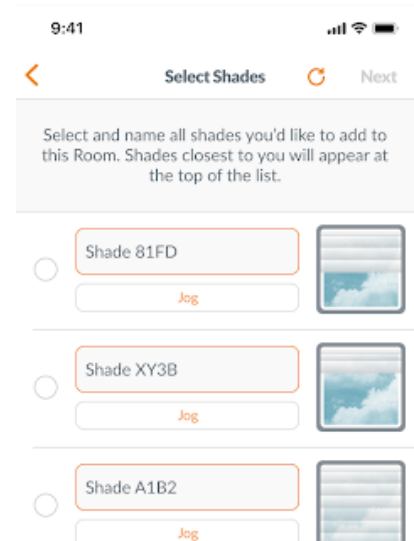 9:41
Select Shades
Next
Select and name all shades you'd like to add to
this Room. Shades closest to you will appear at
the top of the list.
Shade 81FD
Jog
Shade XY3B
Jog
Shade A1B2
Jog